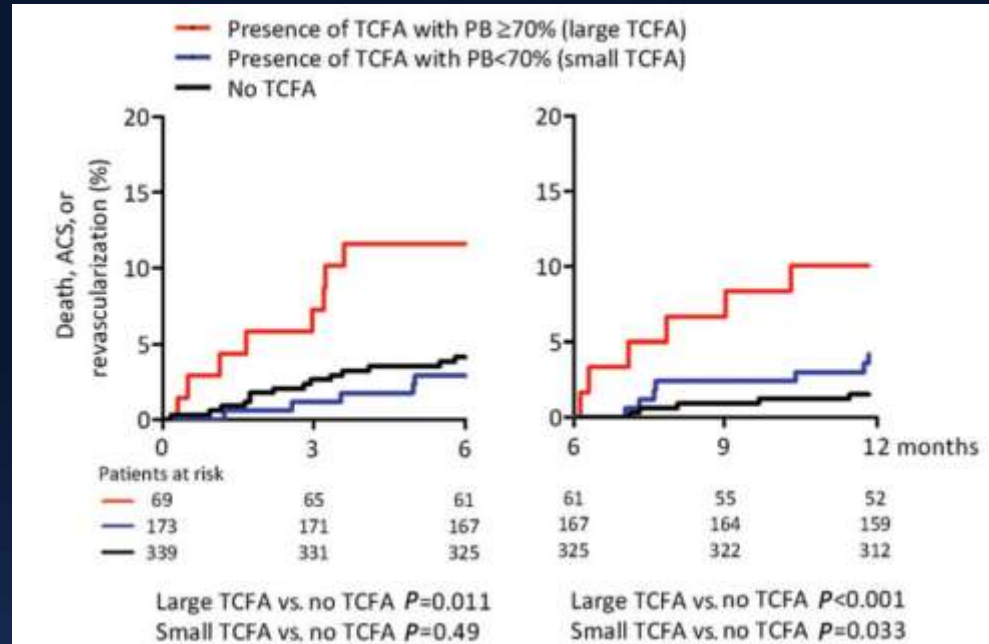 Presence of TCFA with PB ≥70% (large TCFA)
Presence of TCFA with PB<70% (small TCFA)
No TCFA
Death, ACS, or
revascularization (%)
20
15
10
5
0
0 3 6
20
15
10
5
0
6 9 12 months
Patients at risk
69 65 61 61 55 52
173 171 167 167 164 159
339 331 325 325 322 312
Large TCFA vs. no TCFA P=0.011
Small TCFA vs. no TCFA P=0.49
Large TCFA vs. no TCFA P<0.001
Small TCFA vs. no TCFA P=0.033